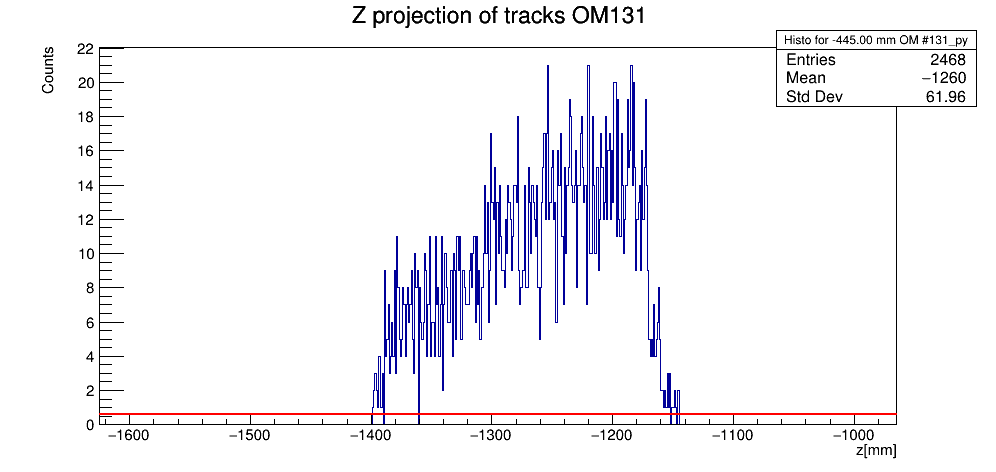 Z projection of tracks OM131
Histo for -445.00 mm OM #131_py
Entries 2468
Mean −1260
Std Dev 61.96
Counts
22
20
18
16
14
12
10
8
6
4
2
0
−1600 −1500 −1400 −1300 −1200 −1100 −1000
z[mm]